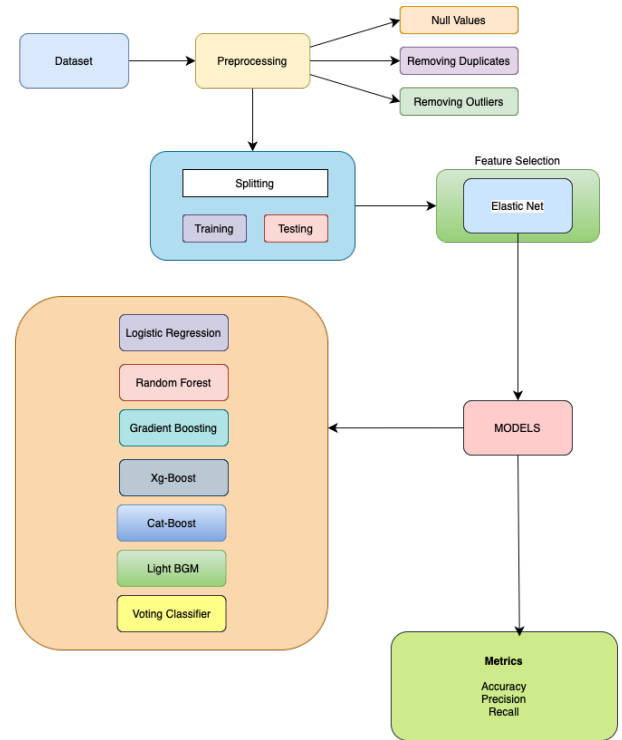 Dataset
Preprocessing
Null Values
Removing Duplicates
Removing Outliers
Splitting
Training
Testing
Feature Selection
Elastic Net
Logistic Regression
Random Forest
Gradient Boosting
Xg-Boost
Cat-Boost
Light BGM
Voting Classifier
MODELS
Metrics
Accuracy
Precision
Recall